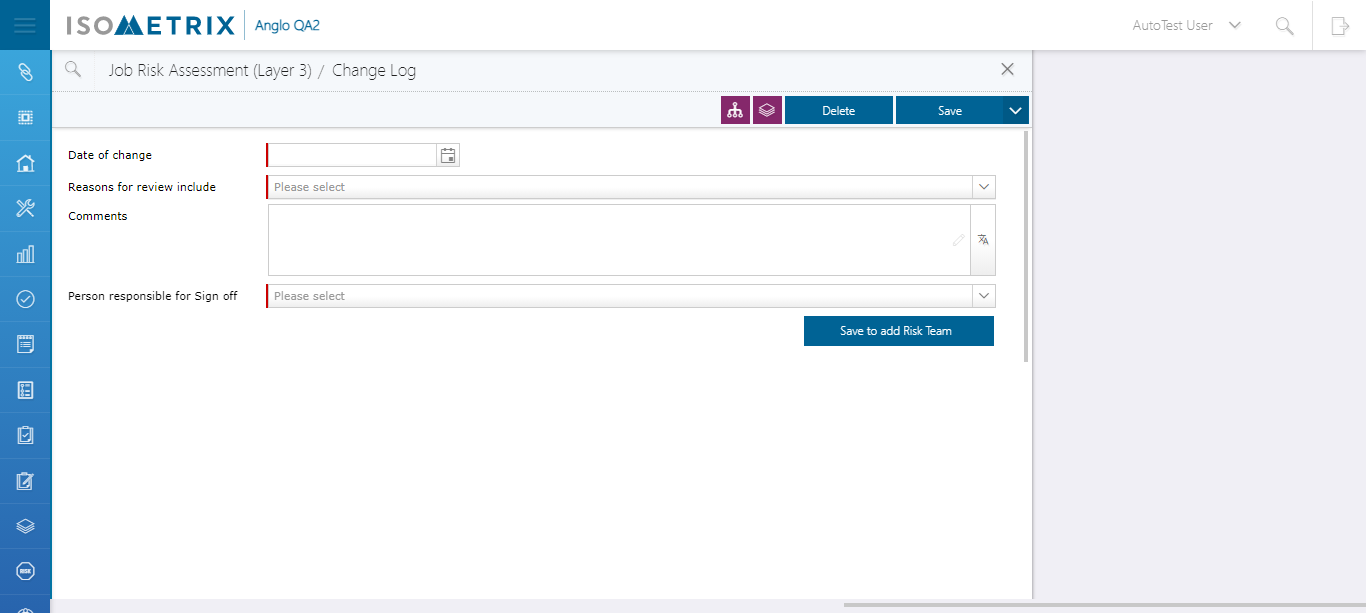 ISOMETRIX Anglo QA2
AutoTest User
Job Risk Assessment (Layer 3) / Change Log
Delete
Save
Date of change
Reasons for review include
Please select
Comments
Person responsible for Sign off
Please select
Save to add Risk Team
RISK